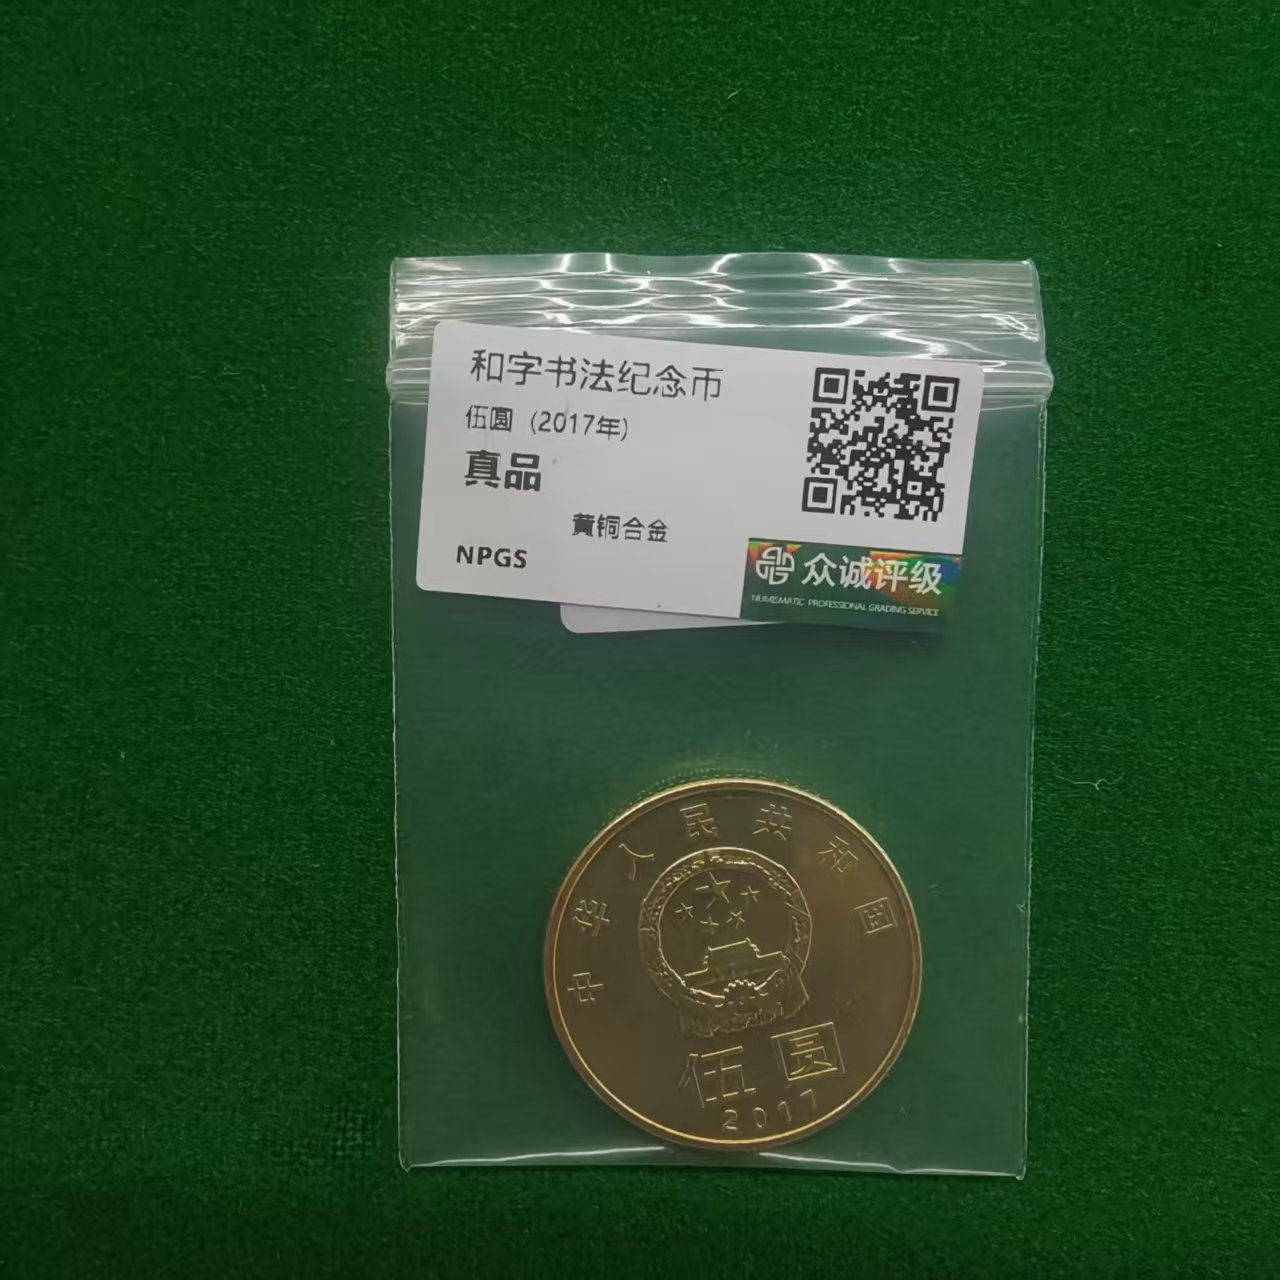 和字书法纪念币
伍圆 (2017年)
真品
黄铜合金
NPGS
众诚评级
NUMISMATIC PROFESSIONAL GRADING SERVICE
中华人民共和国
伍圆
2017